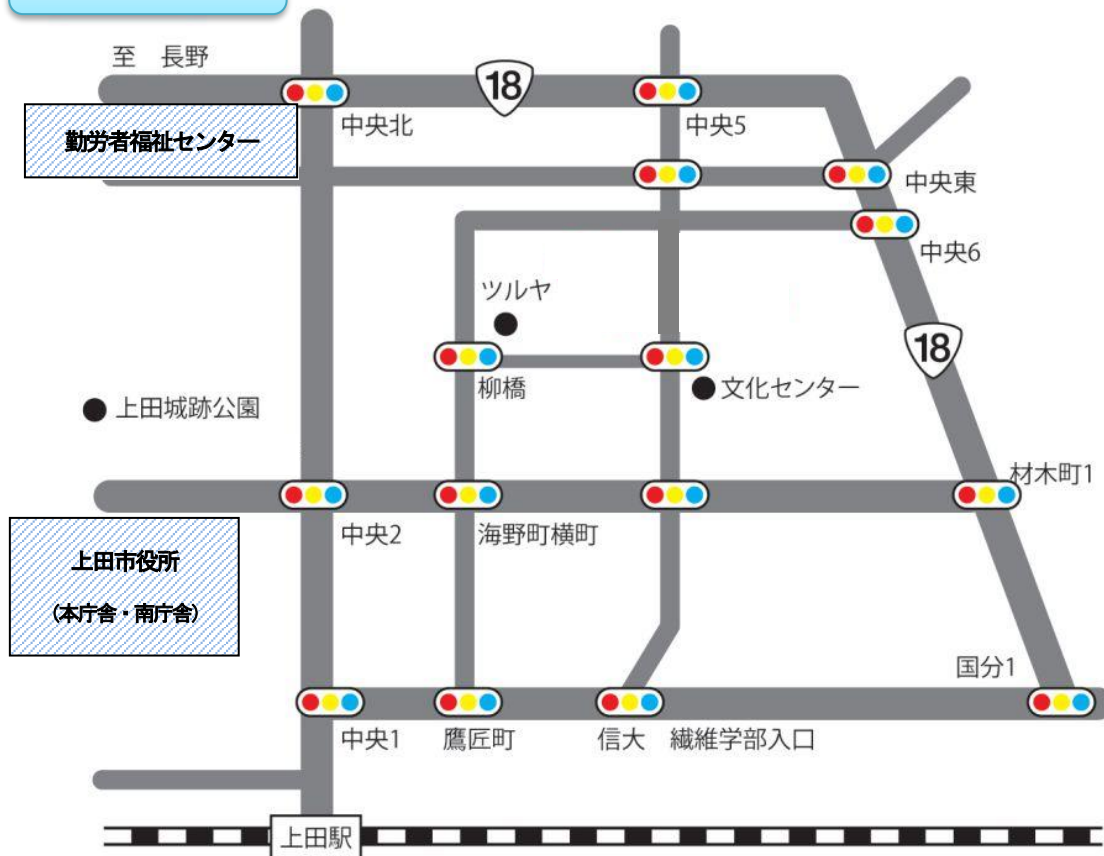 至 長野
18
勤労者福祉センター
中央北
中央5
中央東
中央6
ツルヤ
18
柳橋
文化センター
上田城跡公園
材木町1
中央2
海野町横町
上田市役所
(本庁舎・南庁舎)
国分1
中央1
鷹匠町
信大 繊維学部入口
上田駅